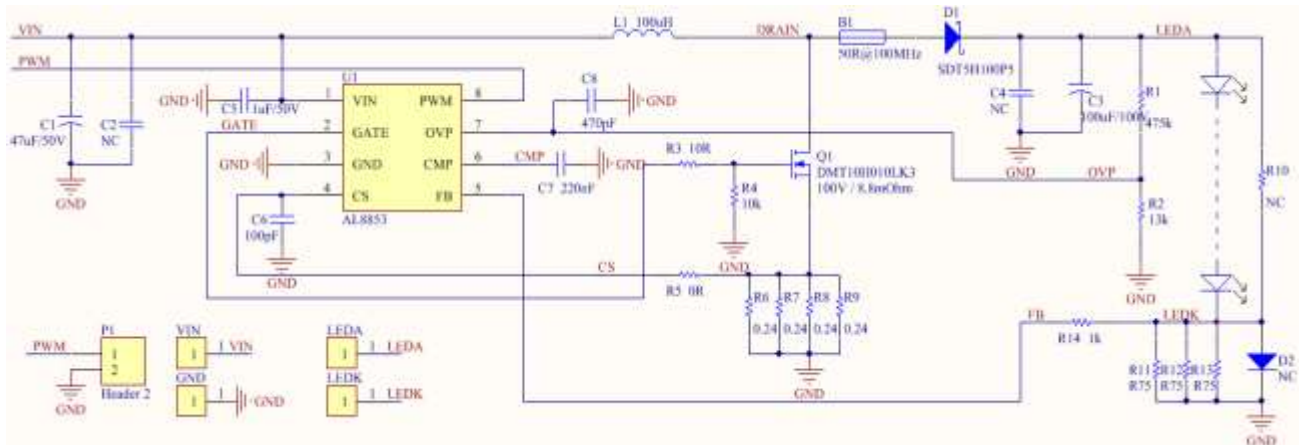 VIN
L1 100uH
DRAIN
B1
50R@100MHz
D1
SDT5H100P5
LEDA
PWM
GND
C5
1uF/50V
U1
1 VIN PWM 8
2 GATE OVP 7
3 GND CMP 6
4 CS FB 5
AL8853
C8
470pF
GND
C1
47uF/50V
C2
NC
GND
GATE
GND
CMP
C7 220nF
GND
R3 10R
R4
10k
GND
Q1
DMT10H010LK3
100V / 8.8mOhm
C4
NC
C3
100uF/100V
GND
R1
475k
OVP
R2
13k
GND
R10
NC
C6
100pF
GND
CS
R5 0R
R6 R7 R8 R9
0.24 0.24 0.24 0.24
GND
FB
R14 1k
LEDK
R11 R12 R13
R75 R75 R75
D2
NC
GND
P1
PWM
1
2
GND
Header 2
VIN
1 1 VIN
GND
1 1 GND
LEDA
1 1 LEDA
LEDK
1 1 LEDK